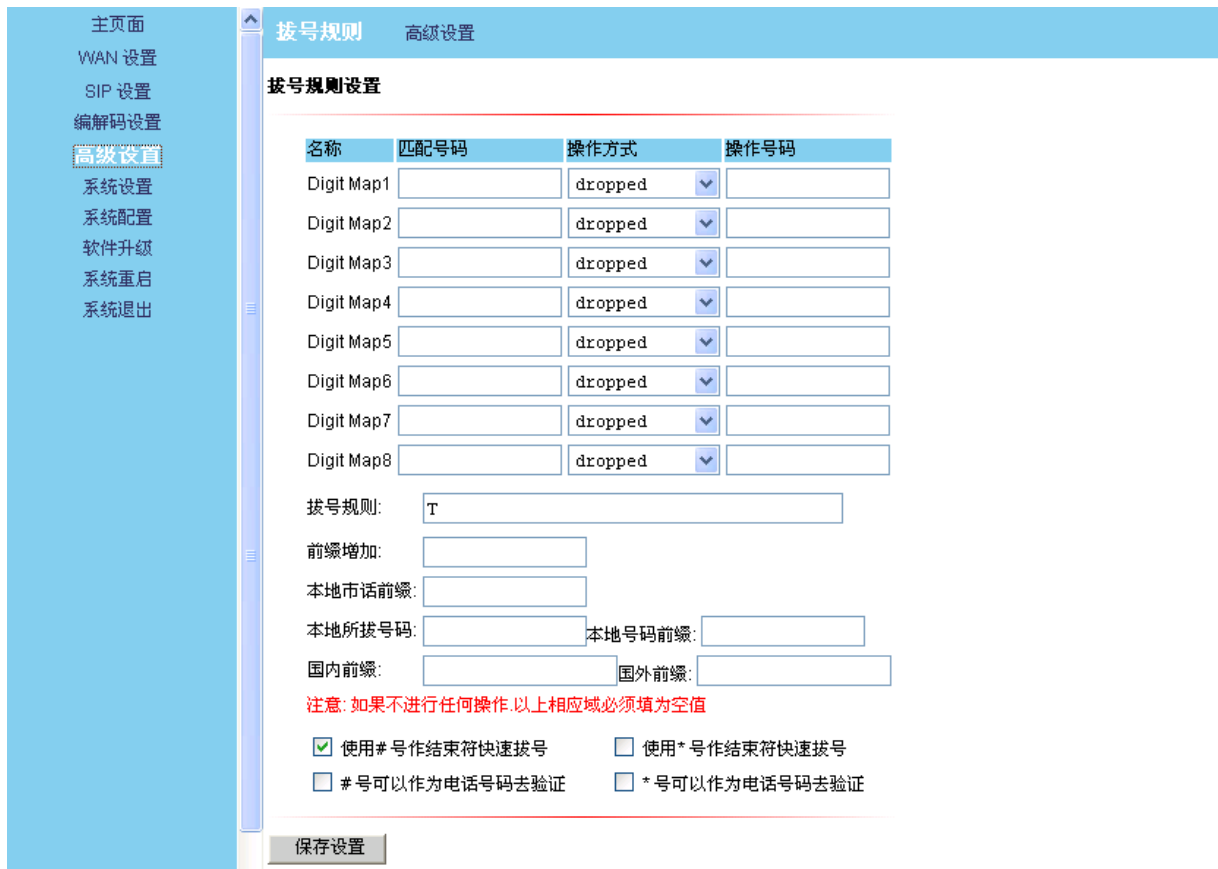 主页面
WAN 设置
SIP 设置
编解码设置
高级设置
系统设置
系统配置
软件升级
系统重启
系统退出
拔号规则 高级设置
拔号规则设置
名称 匹配号码 操作方式 操作号码
Digit Map1 dropped
Digit Map2 dropped
Digit Map3 dropped
Digit Map4 dropped
Digit Map5 dropped
Digit Map6 dropped
Digit Map7 dropped
Digit Map8 dropped
拔号规则: T
前缀增加:
本地市话前缀:
本地所拔号码: 本地号码前缀:
国内前缀: 国外前缀:
注意: 如果不进行任何操作.以上相应域必须填为空值
使用#号作结束符快速拔号 使用*号作结束符快速拔号
#号可以作为电话号码去验证 *号可以作为电话号码去验证
保存设置